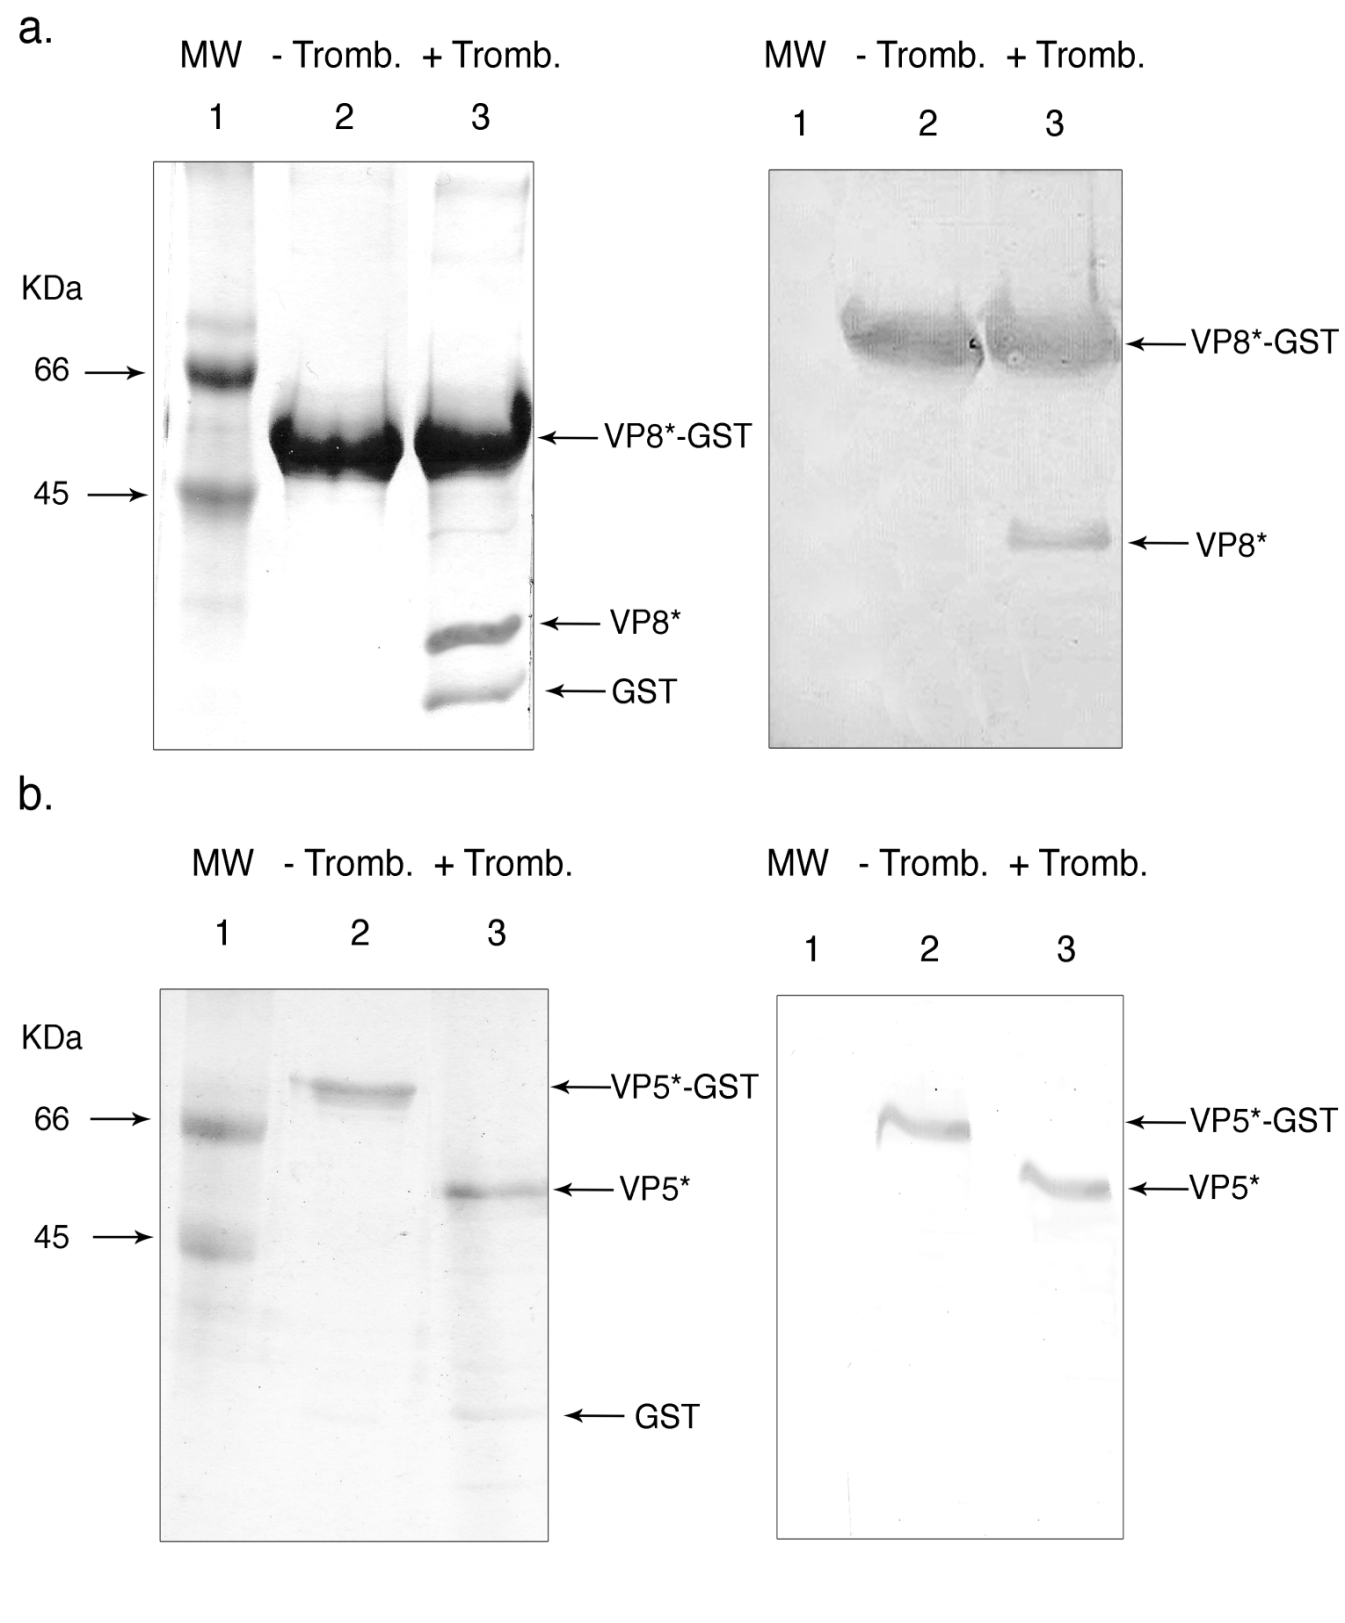 a.
MW - Tromb. + Tromb.
1 2 3
KDa
66
45
VP8*-GST
VP8*
GST
MW - Tromb. + Tromb.
1 2 3
VP8*-GST
VP8*
b.
MW - Tromb. + Tromb.
1 2 3
KDa
66
45
VP5*-GST
VP5*
GST
MW - Tromb. + Tromb.
1 2 3
VP5*-GST
VP5*